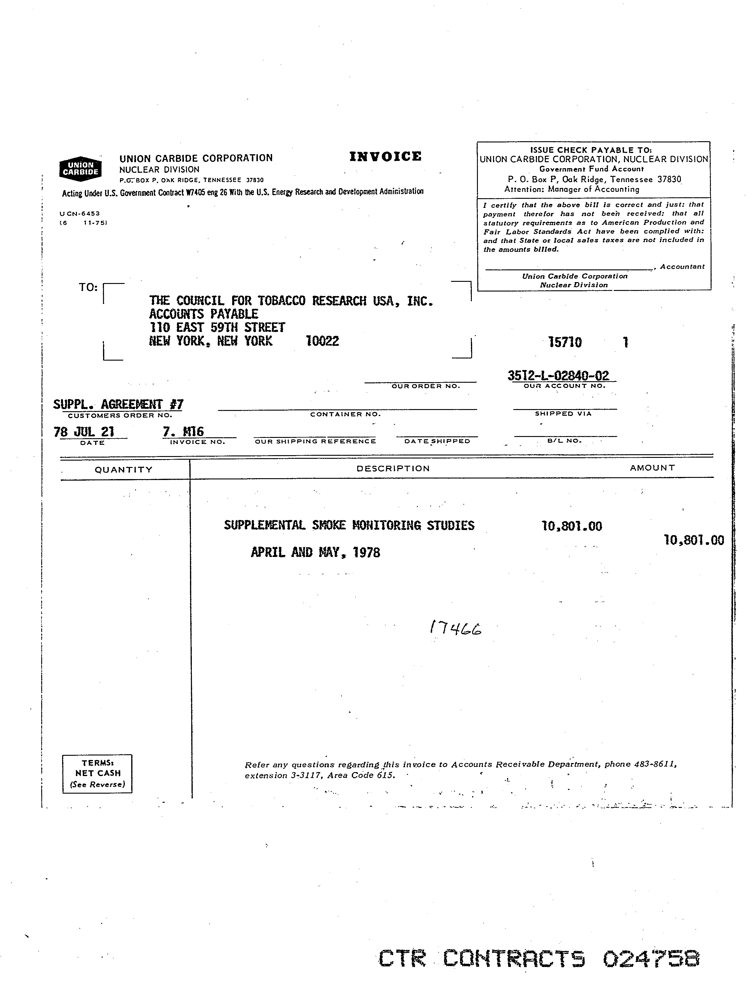 UNION
CARBIDE
UNION CARBIDE CORPORATION
NUCLEAR DIVISION
P.O. BOX P, OAK RIDGE, TENNESSEE 37830
INVOICE
Acting Under U.S. Government Contract W7405 eng 26 With the U.S. Energy Research and Development Administration
UCN-6453
(6 11-75)
ISSUE CHECK PAYABLE TO:
UNION CARBIDE CORPORATION, NUCLEAR DIVISION
Government Fund Account
P. O. Box P, Oak Ridge, Tennessee 37830
Attention: Manager of Accounting
I certify that the above bill is correct and just: that
payment therefor has not been received: that all
statutory requirements as to American Production and
Fair Labor Standards Act have been complied with:
and that State or local sales taxes are not included in
the amounts billed.
, Accountant
Union Carbide Corporation
Nuclear Division
TO:
THE COUNCIL FOR TOBACCO RESEARCH USA, INC.
ACCOUNTS PAYABLE
110 EAST 59TH STREET
NEW YORK, NEW YORK 10022
15710 1
3512-L-02840-02
OUR ORDER NO. OUR ACCOUNT NO.
SUPPL. AGREEMENT #7
CUSTOMERS ORDER NO. CONTAINER NO. SHIPPED VIA
78 JUL 21 7. M16
DATE INVOICE NO. OUR SHIPPING REFERENCE DATE SHIPPED B/L NO.
QUANTITY DESCRIPTION AMOUNT
SUPPLEMENTAL SMOKE MONITORING STUDIES 10,801.00
10,801.00
APRIL AND MAY, 1978
17466
TERMS:
NET CASH
(See Reverse)
Refer any questions regarding this invoice to Accounts Receivable Department, phone 483-8611,
extension 3-3117, Area Code 615.
CTR CONTRACTS 024758